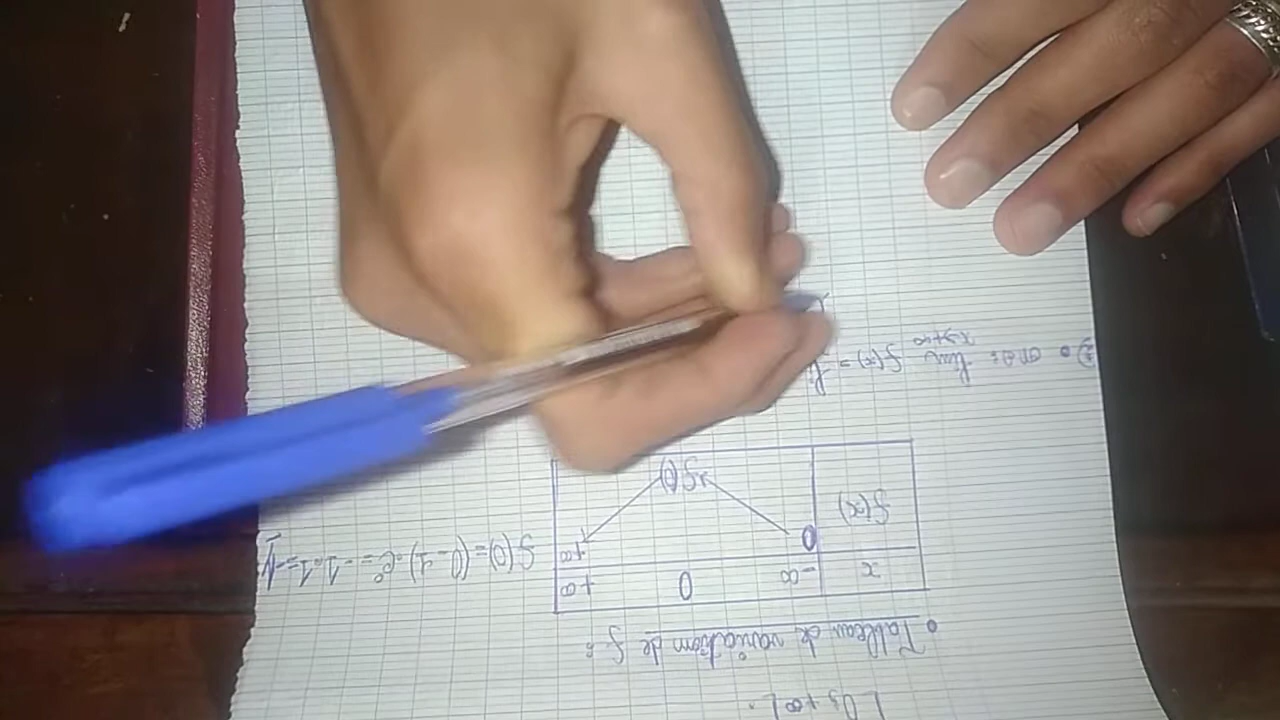 [0; +∞[.
• Tableau de variation de f :
x -∞ 0 +∞
f(x) 0 f(0) +∞
f(0) = (0-1)·e⁰ = -1·1 = -1
2) • on a : lim f(x) =
x→+∞